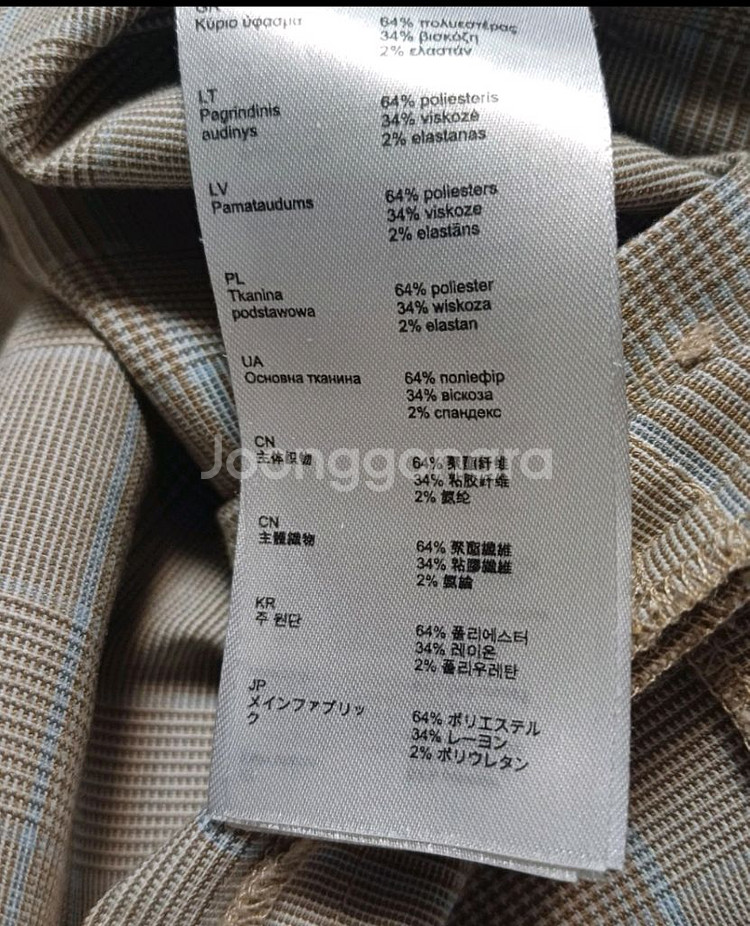 GR
Κύριο ύφασμα
64% πολυεστέρας
34% βισκόζη
2% ελαστάν
LT
Pagrindinis
audinys
64% poliesteris
34% viskozė
2% elastanas
LV
Pamataudums
64% poliesters
34% viskoze
2% elastāns
PL
Tkanina
podstawowa
64% poliester
34% wiskoza
2% elastan
UA
Основна тканина
64% поліефір
34% віскоза
2% спандекс
CN
主体织物
64% 聚酯纤维
34% 粘胶纤维
2% 氨纶
CN
主體織物
64% 聚酯纖維
34% 粘膠纖維
2% 氨綸
KR
주 원단
64% 폴리에스터
34% 레이온
2% 폴리우레탄
JP
メインファブリッ
ク
64% ポリエステル
34% レーヨン
2% ポリウレタン
Joonggonara